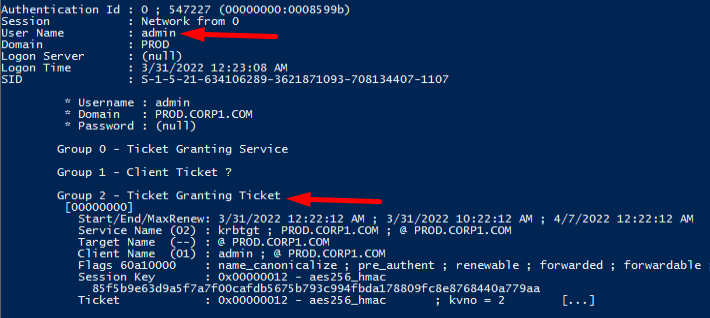 Authentication Id : 0 ; 547227 (00000000:0008599b)
Session : Network from 0
User Name : admin
Domain : PROD
Logon Server : (null)
Logon Time : 3/31/2022 12:23:08 AM
SID : S-1-5-21-634106289-3621871093-708134407-1107
* Username : admin
* Domain : PROD.CORP1.COM
* Password : (null)
Group 0 - Ticket Granting Service
Group 1 - Client Ticket ?
Group 2 - Ticket Granting Ticket
[00000000]
Start/End/MaxRenew: 3/31/2022 12:22:12 AM ; 3/31/2022 10:22:12 AM ; 4/7/2022 12:22:12 AM
Service Name (02) : krbtgt ; PROD.CORP1.COM ; @ PROD.CORP1.COM
Target Name (--) : @ PROD.CORP1.COM
Client Name (01) : admin ; @ PROD.CORP1.COM
Flags 60a10000 : name_canonicalize ; pre_authent ; renewable ; forwarded ; forwardable ;
Session Key : 0x00000012 - aes256_hmac
85f5b9e63d9a5f7a7f00cafdb5675b793c994fbda178809fc8e8768440a779aa
Ticket : 0x00000012 - aes256_hmac ; kvno = 2 [...]